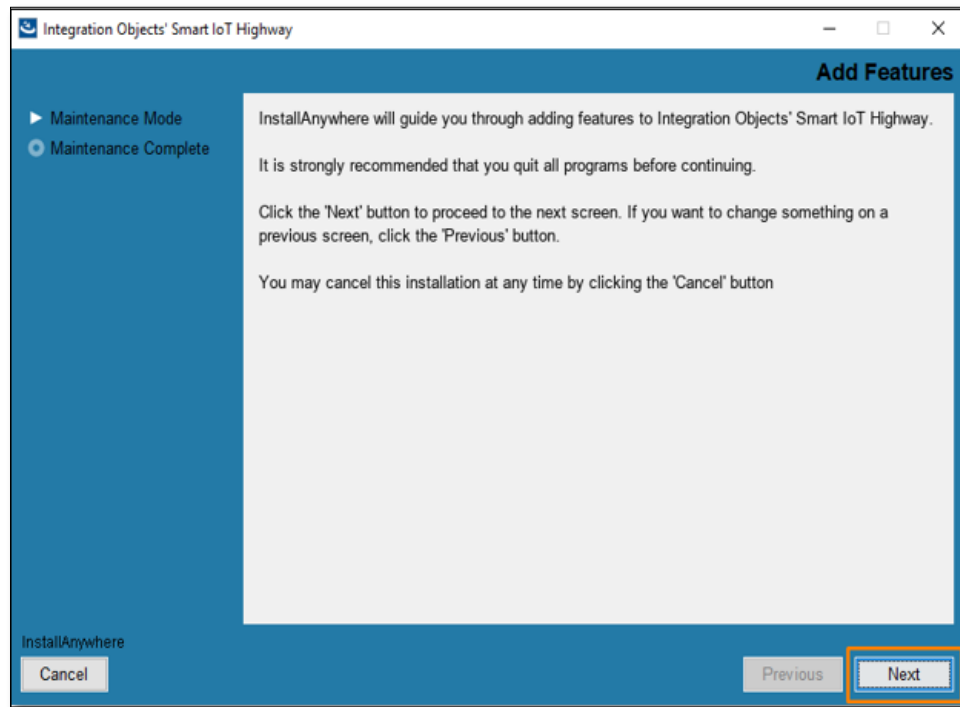 Integration Objects' Smart IoT Highway
Add Features
Maintenance Mode
Maintenance Complete
InstallAnywhere will guide you through adding features to Integration Objects' Smart IoT Highway.
It is strongly recommended that you quit all programs before continuing.
Click the 'Next' button to proceed to the next screen. If you want to change something on a
previous screen, click the 'Previous' button.
You may cancel this installation at any time by clicking the 'Cancel' button
InstallAnywhere
Cancel
Previous
Next